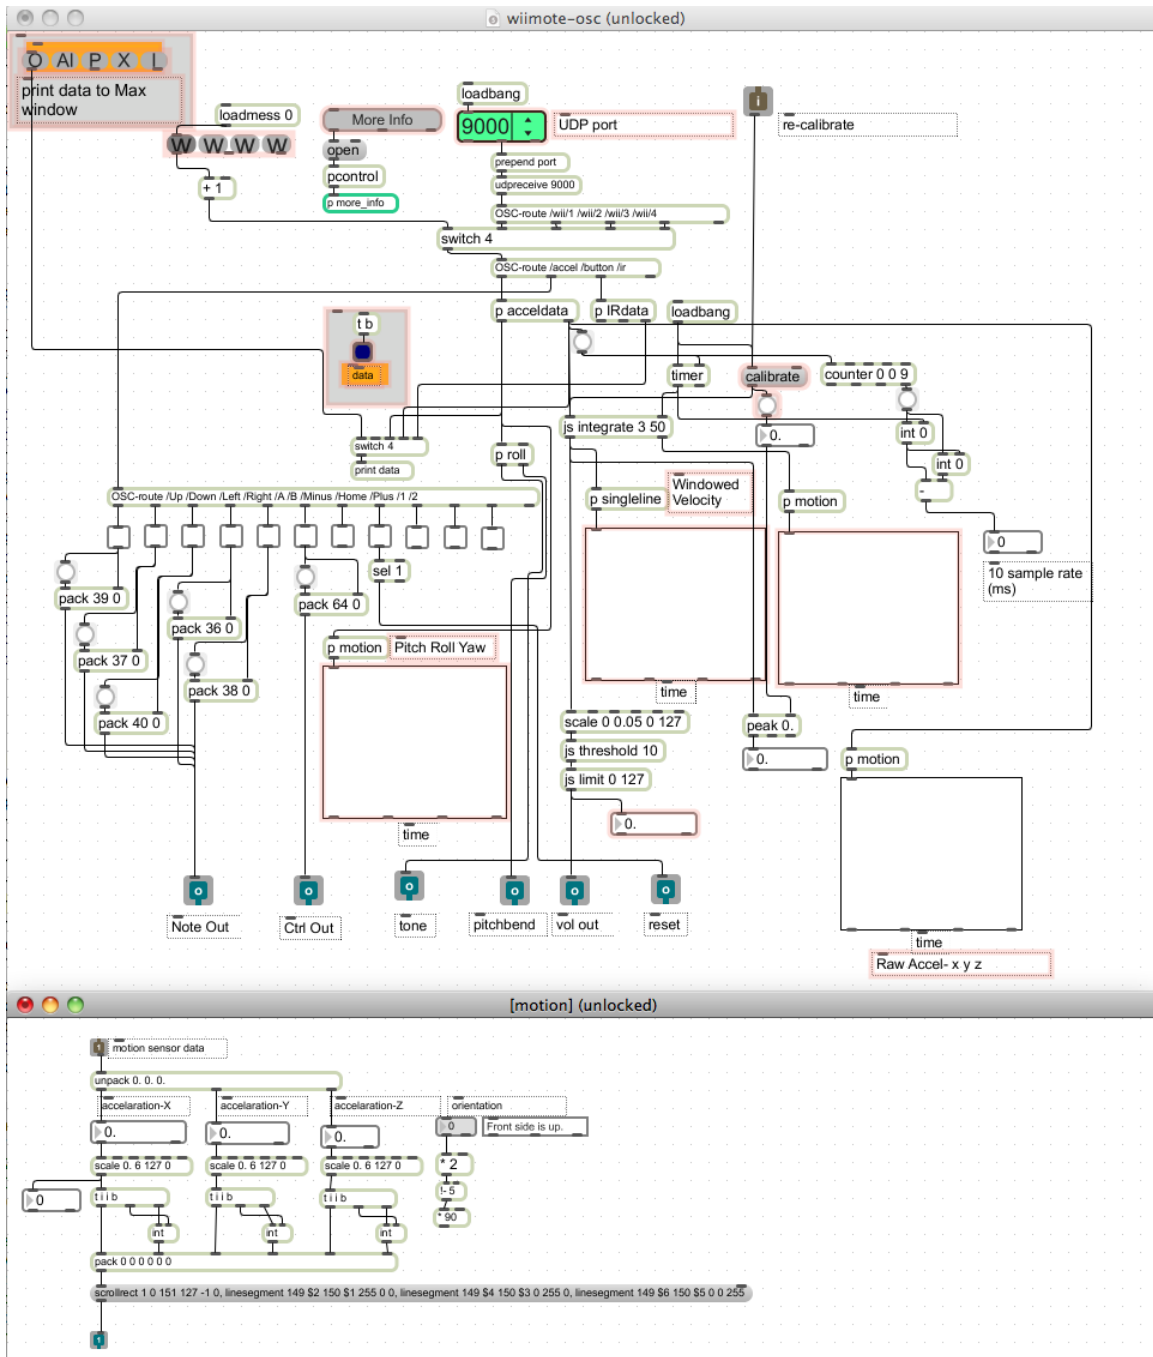 wiimote-osc (unlocked)
O AI P X I
print data to Max
window
loadmess 0
W W W W
+ 1
More Info
open
pcontrol
p more_info
loadbang
9000
UDP port
prepend port
udpreceive 9000
OSC-route /wii/1 /wii/2 /wii/3 /wii/4
switch 4
OSC-route /accel /button /ir
i
re-calibrate
p acceldata
p IRdata
loadbang
t b
data
timer
calibrate
counter 0 0 9
switch 4
print data
js integrate 3 50
0.
int 0
int 0
-
p roll
OSC-route /Up /Down /Left /Right /A /B /Minus /Home /Plus /1 /2
p singleline
Windowed
Velocity
p motion
0
10 sample rate
(ms)
sel 1
pack 39 0
pack 36 0
pack 64 0
pack 37 0
pack 38 0
pack 40 0
p motion
Pitch Roll Yaw
time
time
scale 0 0.05 0 127
js threshold 10
js limit 0 127
0.
peak 0.
0.
p motion
time
o
o
o
o
o
o
Note Out
Ctrl Out
tone
pitchbend
vol out
reset
time
Raw Accel- x y z
[motion] (unlocked)
1
motion sensor data
unpack 0. 0. 0.
accelaration-X
accelaration-Y
accelaration-Z
orientation
0.
0.
0.
0
Front side is up.
scale 0. 6 127 0
scale 0. 6 127 0
scale 0. 6 127 0
* 2
0
t i i b
t i i b
t i i b
!- 5
* 90
int
int
int
pack 0 0 0 0 0 0
scrollrect 1 0 151 127 -1 0, linesegment 149 $2 150 $1 255 0 0, linesegment 149 $4 150 $3 0 255 0, linesegment 149 $6 150 $5 0 0 255
1